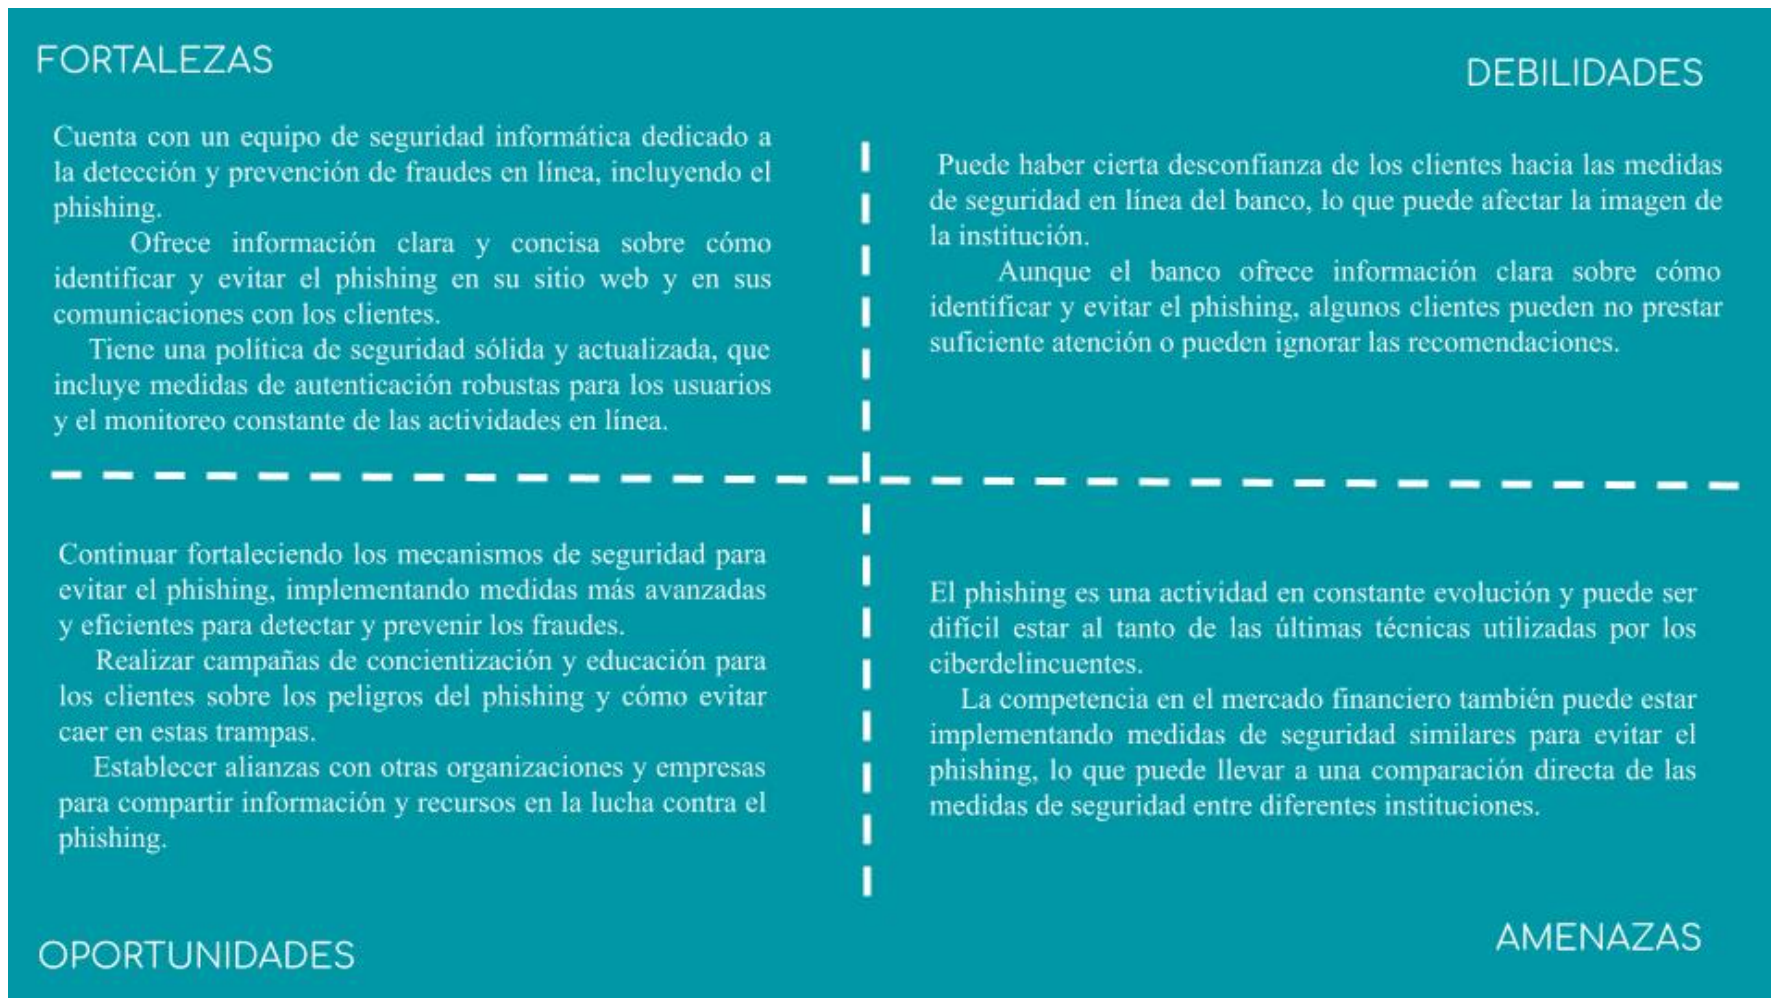 FORTALEZAS
Cuenta con un equipo de seguridad informática dedicado a
la detección y prevención de fraudes en línea, incluyendo el
phishing.
Ofrece información clara y concisa sobre cómo
identificar y evitar el phishing en su sitio web y en sus
comunicaciones con los clientes.
Tiene una política de seguridad sólida y actualizada, que
incluye medidas de autenticación robustas para los usuarios
y el monitoreo constante de las actividades en línea.
DEBILIDADES
Puede haber cierta desconfianza de los clientes hacia las medidas
de seguridad en línea del banco, lo que puede afectar la imagen de
la institución.
Aunque el banco ofrece información clara sobre cómo
identificar y evitar el phishing, algunos clientes pueden no prestar
suficiente atención o pueden ignorar las recomendaciones.
Continuar fortaleciendo los mecanismos de seguridad para
evitar el phishing, implementando medidas más avanzadas
y eficientes para detectar y prevenir los fraudes.
Realizar campañas de concientización y educación para
los clientes sobre los peligros del phishing y cómo evitar
caer en estas trampas.
Establecer alianzas con otras organizaciones y empresas
para compartir información y recursos en la lucha contra el
phishing.
OPORTUNIDADES
El phishing es una actividad en constante evolución y puede ser
difícil estar al tanto de las últimas técnicas utilizadas por los
ciberdelincuentes.
La competencia en el mercado financiero también puede estar
implementando medidas de seguridad similares para evitar el
phishing, lo que puede llevar a una comparación directa de las
medidas de seguridad entre diferentes instituciones.
AMENAZAS